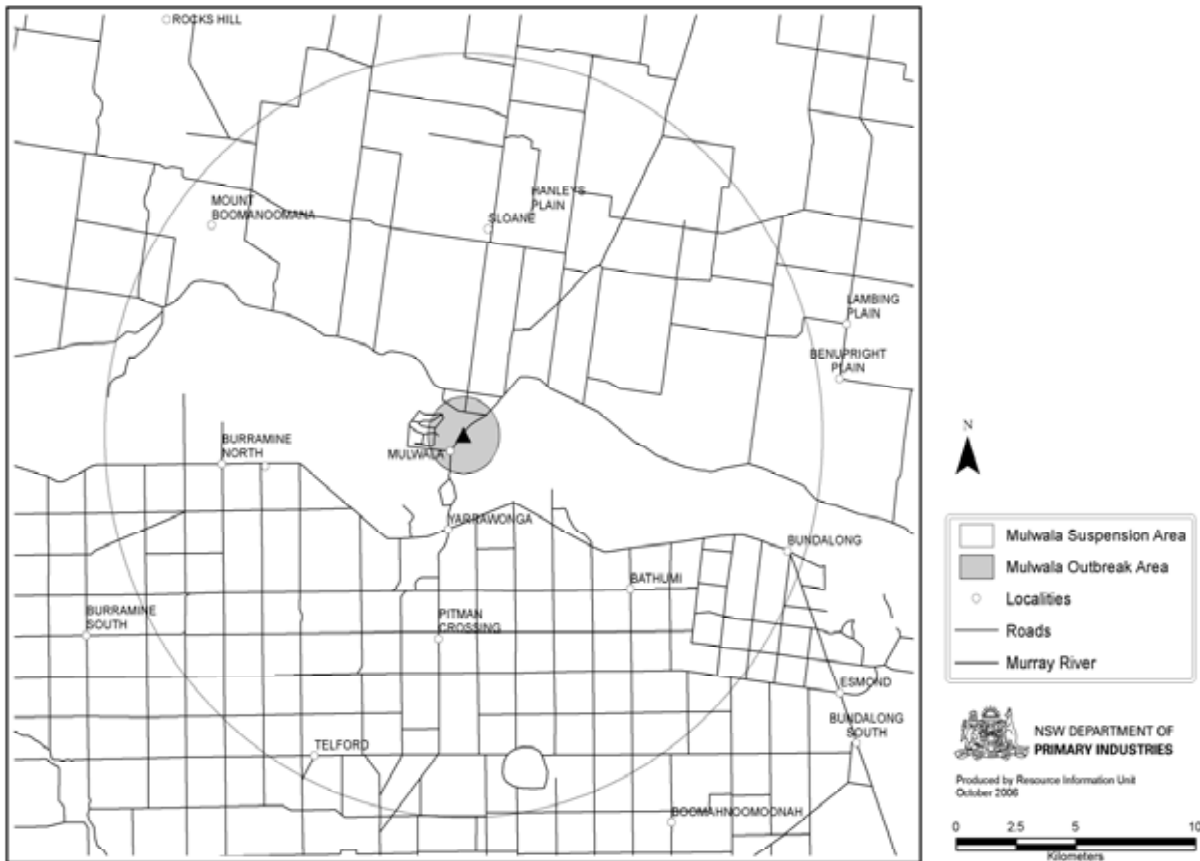 ROCKS HILL
MOUNT
BOOMANOOMANA
HANLEYS
PLAIN
SLOANE
LAMBING
PLAIN
BENUPRIGHT
PLAIN
BURRAMINE
NORTH
MULWALA
YARRAWONGA
BUNDALONG
BATHUMI
BURRAMINE
SOUTH
PITMAN
CROSSING
ESMOND
BUNDALONG
SOUTH
TELFORD
BOOMAHNOOMOONAH
N
Mulwala Suspension Area
Mulwala Outbreak Area
Localities
Roads
Murray River
NSW DEPARTMENT OF
PRIMARY INDUSTRIES
Produced by Resource Information Unit
October 2006
0 2.5 5 10
Kilometers